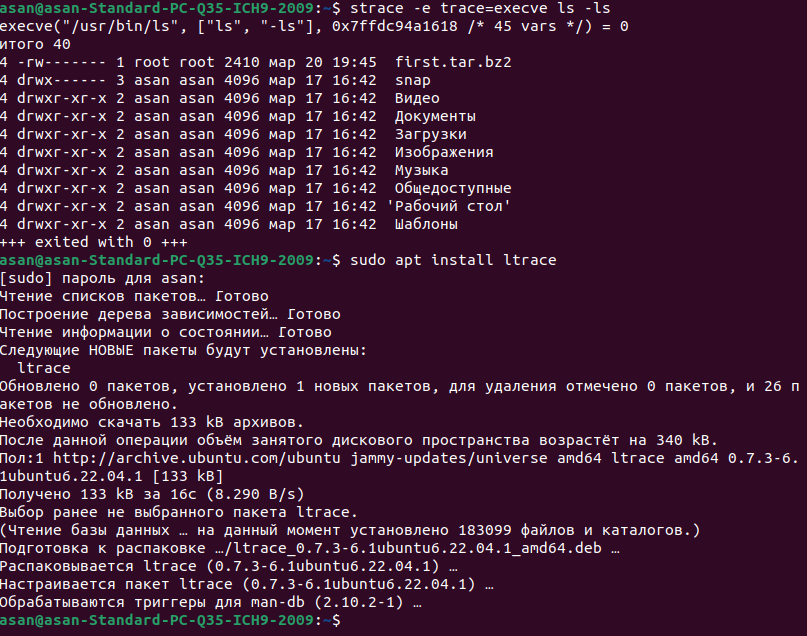 asan@asan-Standard-PC-Q35-ICH9-2009:~$ strace -e trace=execve ls -ls
execve("/usr/bin/ls", ["ls", "-ls"], 0x7ffdc94a1618 /* 45 vars */) = 0
итого 40
4 -rw------- 1 root root 2410 мар 20 19:45  first.tar.bz2
4 drwx------ 3 asan asan 4096 мар 17 16:42  snap
4 drwxr-xr-x 2 asan asan 4096 мар 17 16:42  Видео
4 drwxr-xr-x 2 asan asan 4096 мар 17 16:42  Документы
4 drwxr-xr-x 2 asan asan 4096 мар 17 16:42  Загрузки
4 drwxr-xr-x 2 asan asan 4096 мар 17 16:42  Изображения
4 drwxr-xr-x 2 asan asan 4096 мар 17 16:42  Музыка
4 drwxr-xr-x 2 asan asan 4096 мар 17 16:42  Общедоступные
4 drwxr-xr-x 2 asan asan 4096 мар 17 16:42 'Рабочий стол'
4 drwxr-xr-x 2 asan asan 4096 мар 17 16:42  Шаблоны
+++ exited with 0 +++
asan@asan-Standard-PC-Q35-ICH9-2009:~$ sudo apt install ltrace
[sudo] пароль для asan:
Чтение списков пакетов… Готово
Построение дерева зависимостей… Готово
Чтение информации о состоянии… Готово
Следующие НОВЫЕ пакеты будут установлены:
  ltrace
Обновлено 0 пакетов, установлено 1 новых пакетов, для удаления отмечено 0 пакетов, и 26 п
акетов не обновлено.
Необходимо скачать 133 kB архивов.
После данной операции объём занятого дискового пространства возрастёт на 340 kB.
Пол:1 http://archive.ubuntu.com/ubuntu jammy-updates/universe amd64 ltrace amd64 0.7.3-6.
1ubuntu6.22.04.1 [133 kB]
Получено 133 kB за 16с (8.290 B/s)
Выбор ранее не выбранного пакета ltrace.
(Чтение базы данных … на данный момент установлено 183099 файлов и каталогов.)
Подготовка к распаковке …/ltrace_0.7.3-6.1ubuntu6.22.04.1_amd64.deb …
Распаковывается ltrace (0.7.3-6.1ubuntu6.22.04.1) …
Настраивается пакет ltrace (0.7.3-6.1ubuntu6.22.04.1) …
Обрабатываются триггеры для man-db (2.10.2-1) …
asan@asan-Standard-PC-Q35-ICH9-2009:~$